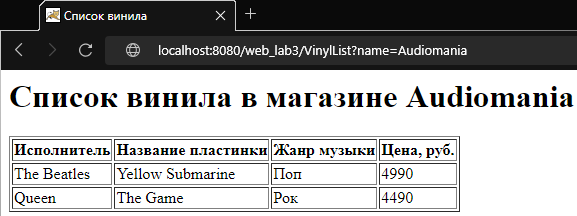 Список винила
localhost:8080/web_lab3/VinylList?name=Audiomania
Список винила в магазине Audiomania
Исполнитель Название пластинки Жанр музыки Цена, руб.
The Beatles Yellow Submarine Поп 4990
Queen The Game Рок 4490